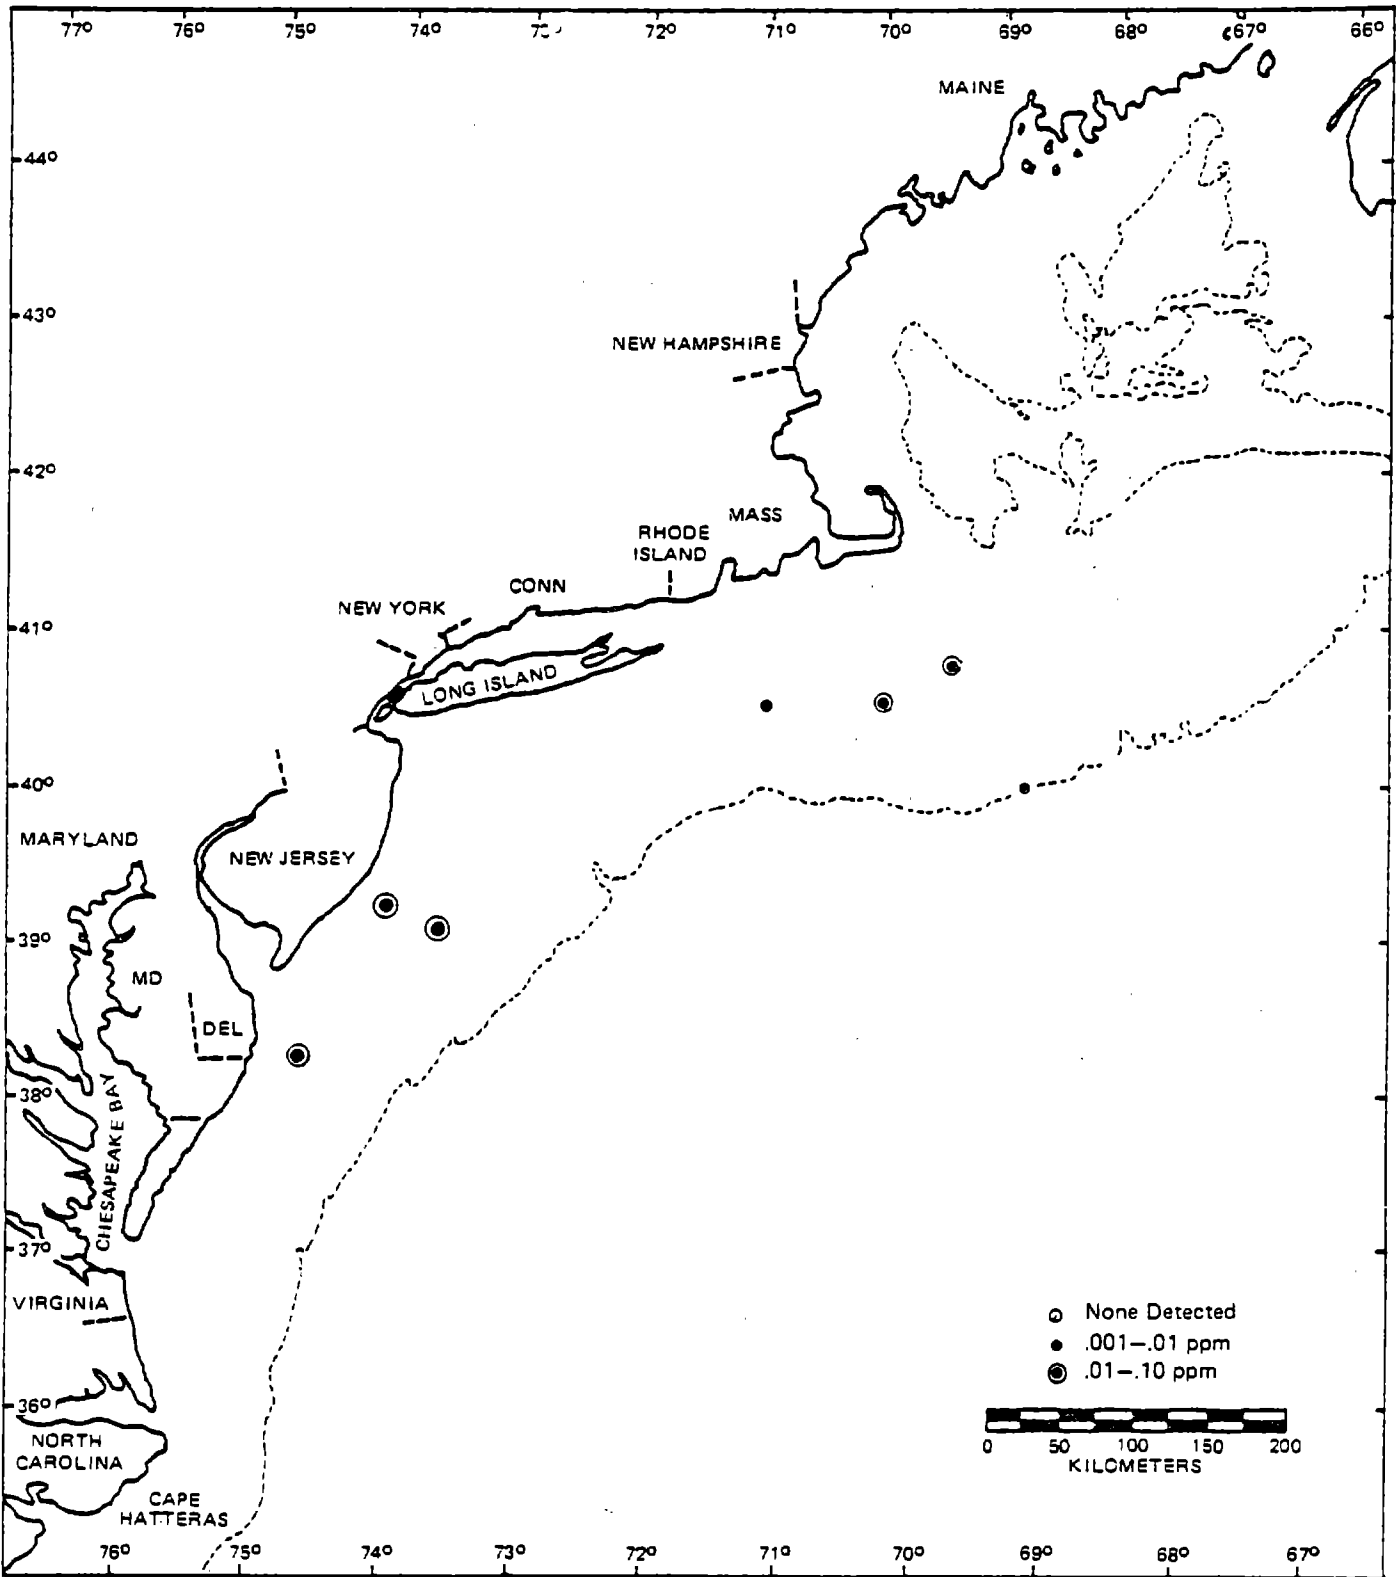 77° 76° 75° 74° 73° 72° 71° 70° 69° 68° 67° 66°
MAINE
44°
43°
NEW HAMPSHIRE
42°
MASS
RHODE
ISLAND
CONN
NEW YORK
41°
LONG ISLAND
40°
MARYLAND
NEW JERSEY
39°
MD
DEL
38°
CHESAPEAKE BAY
37°
VIRGINIA
None Detected
.001–.01 ppm
.01–.10 ppm
36°
0 50 100 150 200
KILOMETERS
NORTH
CAROLINA
CAPE
HATTERAS
76° 75° 74° 73° 72° 71° 70° 69° 68° 67°